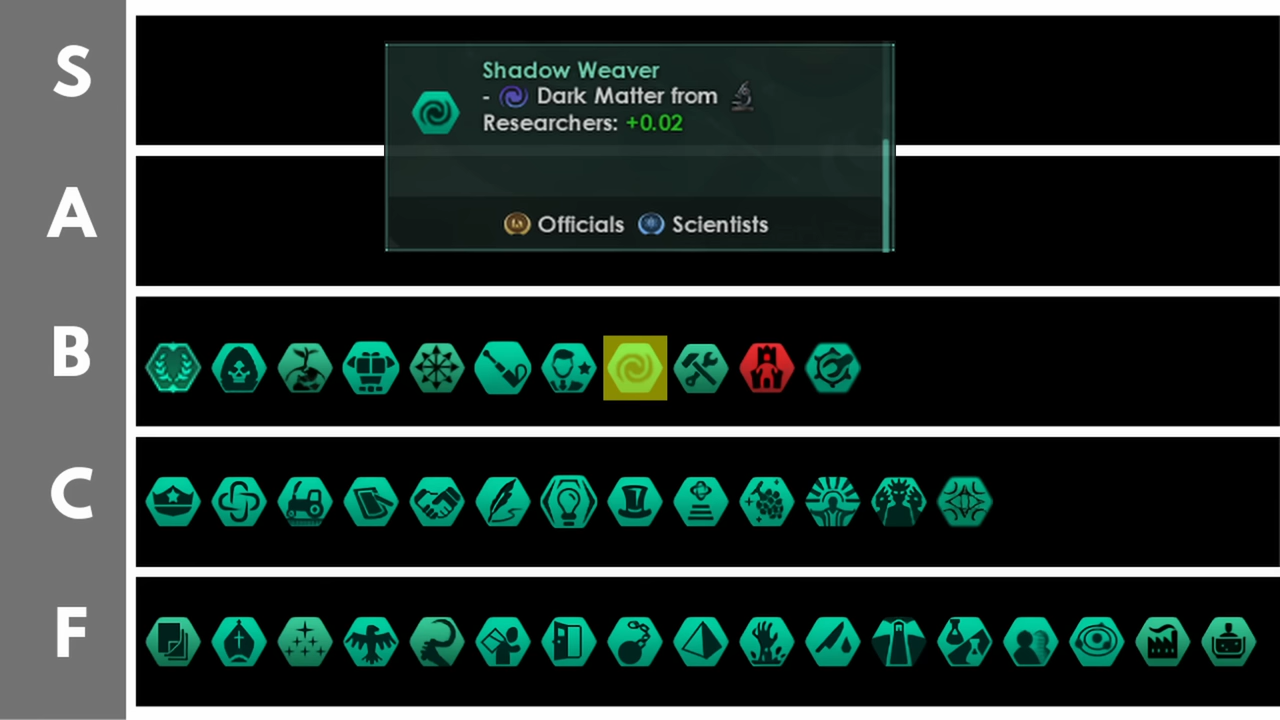 S
Shadow Weaver
- Dark Matter from
Researchers: +0.02
Officials Scientists
A
B
C
F